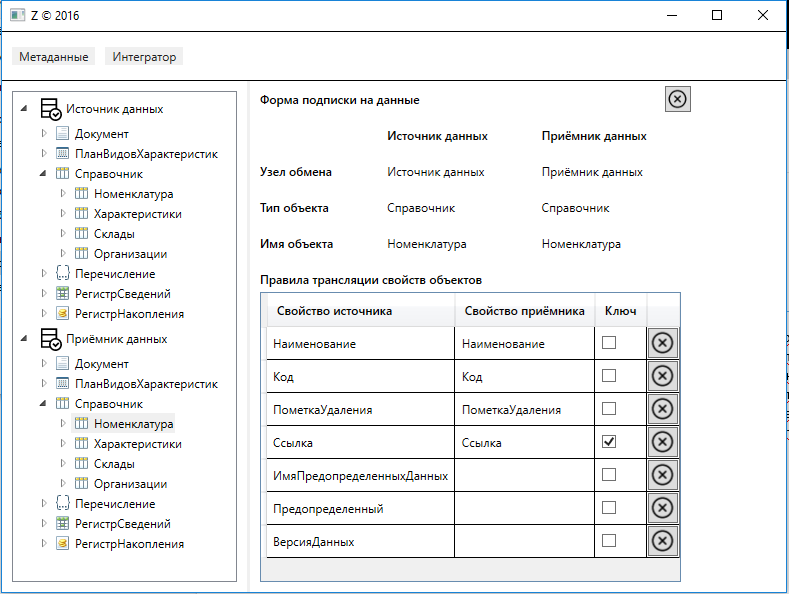 Z © 2016
Метаданные Интегратор
Источник данных
Документ
ПланВидовХарактеристик
Справочник
Номенклатура
Характеристики
Склады
Организации
Перечисление
РегистрСведений
РегистрНакопления
Приёмник данных
Документ
ПланВидовХарактеристик
Справочник
Номенклатура
Характеристики
Склады
Организации
Перечисление
РегистрСведений
РегистрНакопления
Форма подписки на данные
Источник данных Приёмник данных
Узел обмена Источник данных Приёмник данных
Тип объекта Справочник Справочник
Имя объекта Номенклатура Номенклатура
Правила трансляции свойств объектов
Свойство источника Свойство приёмника Ключ
Наименование Наименование
Код Код
ПометкаУдаления ПометкаУдаления
Ссылка Ссылка
ИмяПредопределенныхДанных
Предопределенный
ВерсияДанных